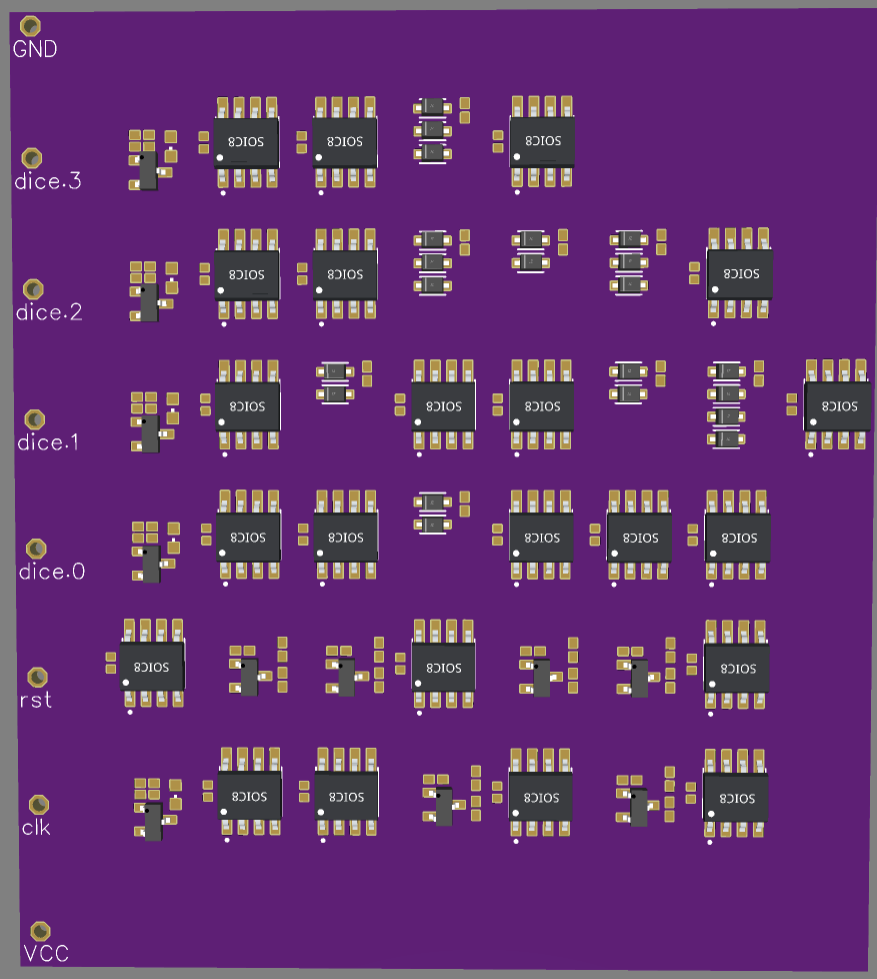 GND
SOIC8 SOIC8 SOIC8
dice.3
SOIC8 SOIC8 SOIC8
dice.2
SOIC8 SOIC8 SOIC8 SOIC8
dice.1
SOIC8 SOIC8 SOIC8 SOIC8 SOIC8
dice.0
SOIC8 SOIC8 SOIC8
rst
SOIC8 SOIC8 SOIC8 SOIC8
clk
VCC